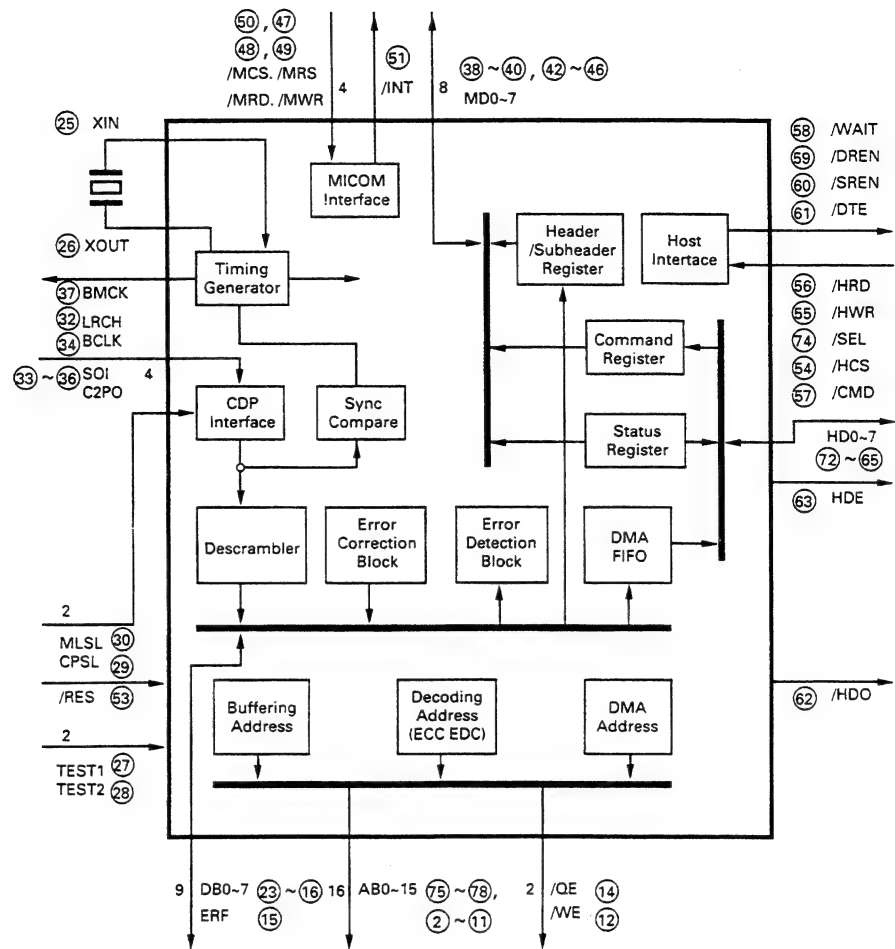 ㊿ , ㊼
㊽ , ㊾
/MCS. /MRS
/MRD. /MWR
4
51
/INT
8
㊳ ~ ㊵ , ㊷ ~ ㊻
MD0~7
㉕ XIN
㉖ XOUT
㊲ BMCK
㉜ LRCH
㉞ BCLK
㉝ ~ ㊱ SOI
C2PO
4
MICOM
Interface
Timing
Generator
CDP
Interface
Sync
Compare
Header
/Subheader
Register
Host
Intertace
Command
Register
Status
Register
58 /WAIT
59 /DREN
60 /SREN
61 /DTE
56 /HRD
55 /HWR
74 /SEL
54 /HCS
57 /CMD
HD0~7
72 ~ 65
63 HDE
Descrambler
Error
Correction
Block
Error
Detection
Block
DMA
FIFO
2
MLSL ㉚
CPSL ㉙
/RES 53
2
TEST1 ㉗
TEST2 ㉘
Buffering
Address
Decoding
Address
(ECC EDC)
DMA
Address
62 /HDO
9 DB0~7 ㉓ ~ ⑯
ERF ⑮
16 AB0~15 75 ~ 78,
② ~ ⑪
2 /QE ⑭
/WE ⑫